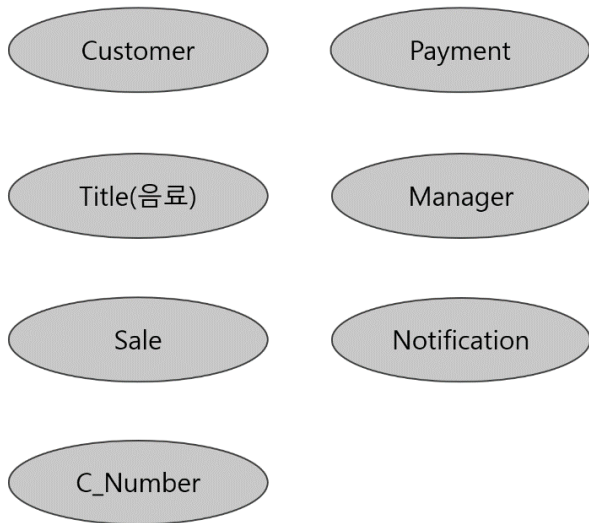 Customer
Payment
Title(음료)
Manager
Sale
Notification
C_Number